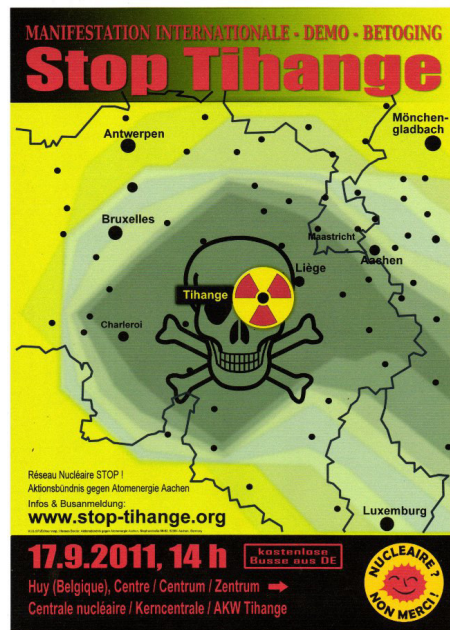 MANIFESTATION INTERNATIONALE - DEMO - BETOGING
Stop Tihange
Mönchen-
gladbach
Antwerpen
Bruxelles
Maastricht
Aachen
Liège
Tihange
Charleroi
Réseau Nucléaire STOP !
Aktionsbündnis gegen Atomenergie Aachen
Infos & Busanmeldung:
www.stop-tihange.org
Luxemburg
17.9.2011, 14 h
kostenlose
Busse aus DE
Huy (Belgique), Centre / Centrum / Zentrum
Centrale nucléaire / Kerncentrale / AKW Tihange
NUCLEAIRE ?
NON MERCI !